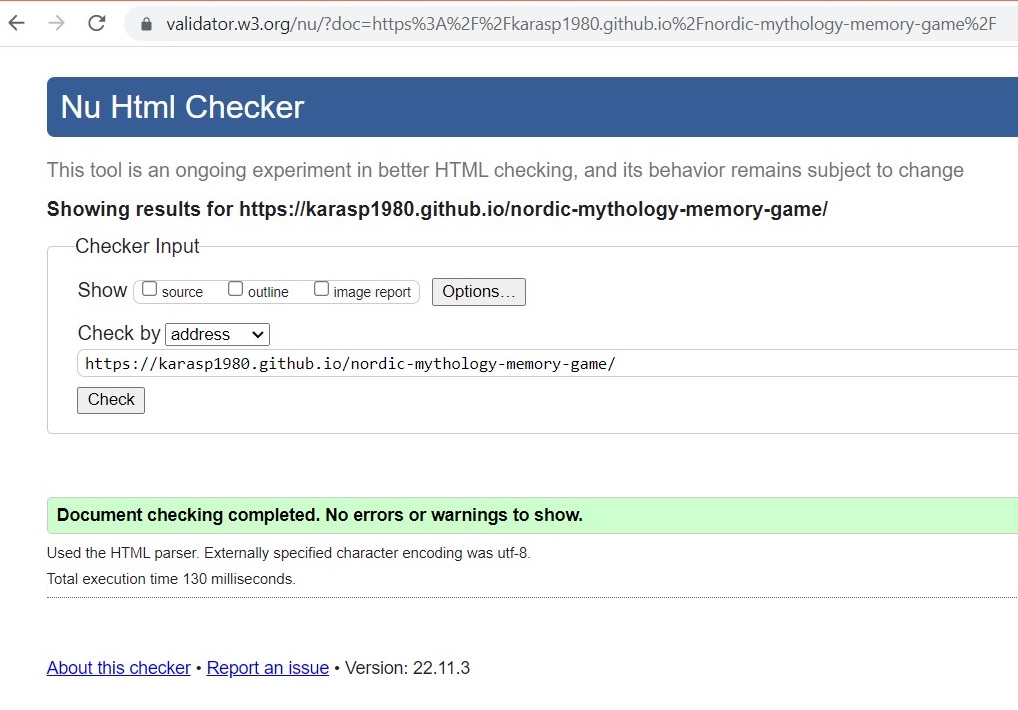 validator.w3.org/nu/?doc=https%3A%2F%2Fkarasp1980.github.io%2Fnordic-mythology-memory-game%2F
Nu Html Checker
This tool is an ongoing experiment in better HTML checking, and its behavior remains subject to change
Showing results for https://karasp1980.github.io/nordic-mythology-memory-game/
Checker Input
Show source outline image report Options…
Check by address
https://karasp1980.github.io/nordic-mythology-memory-game/
Check
Document checking completed. No errors or warnings to show.
Used the HTML parser. Externally specified character encoding was utf-8.
Total execution time 130 milliseconds.
About this checker • Report an issue • Version: 22.11.3